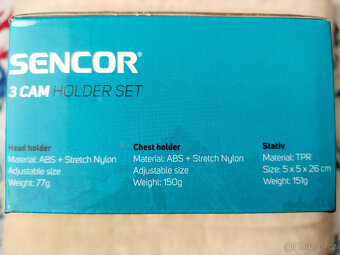 SENCOR®
3 CAM HOLDER SET
Head holder
Material: ABS + Stretch Nylon
Adjustable size
Weight: 77g
Chest holder
Material: ABS + Stretch Nylon
Adjustable size
Weight: 150g
Stativ
Material: TPR
Size: 5 x 5 x 26 cm
Weight: 151g